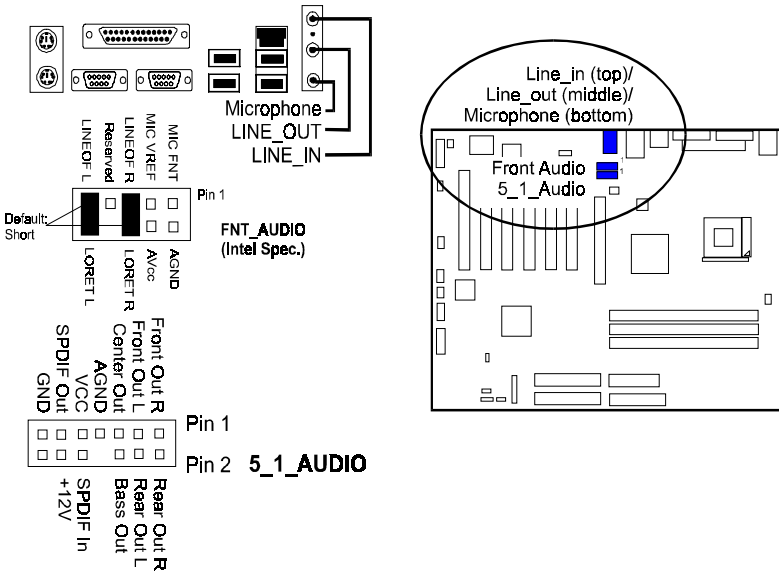 Microphone
LINE_OUT
LINE_IN
LINEOF L
Reserved
LINEOF R
MIC VREF
MIC FNT
Pin 1
Default:
Short
FNT_AUDIO
(Intel Spec.)
LORET L
LORET R
AVcc
AGND
GND
SPDIF Out
VCC
AGND
Center Out
Front Out L
Front Out R
Pin 1
Pin 2
5_1_AUDIO
+12V
SPDIF In
Bass Out
Rear Out L
Rear Out R
Line_in (top)/
Line_out (middle)/
Microphone (bottom)
Front Audio
5_1_Audio
1
1